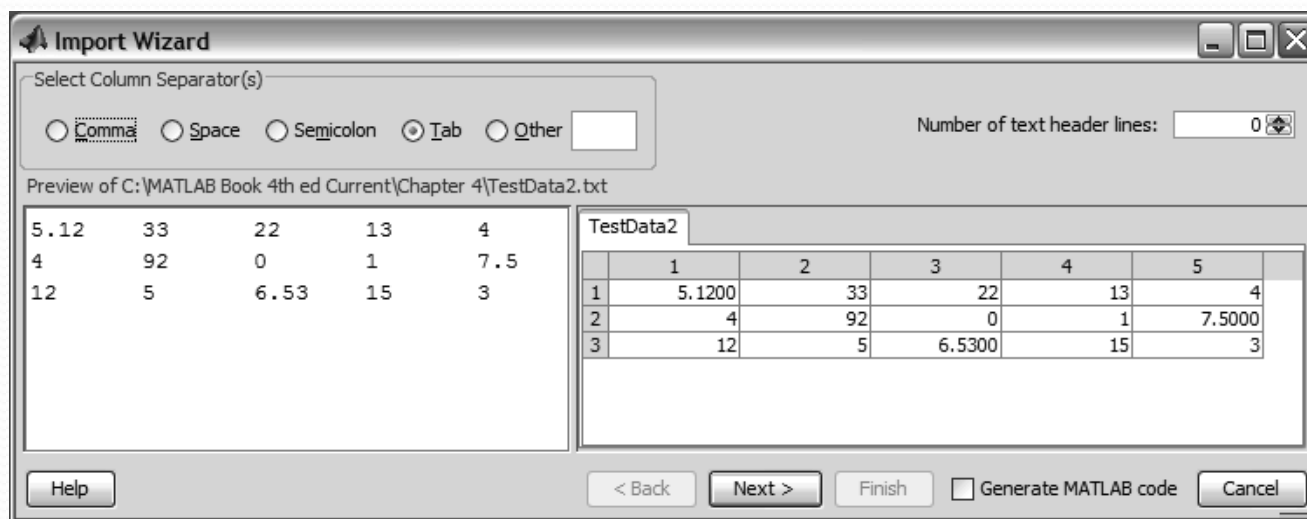 Import Wizard
Select Column Separator(s)
Comma Space Semicolon Tab Other
Number of text header lines: 0
Preview of C:\MATLAB Book 4th ed Current\Chapter 4\TestData2.txt
5.12 33 22 13 4
4 92 0 1 7.5
12 5 6.53 15 3
TestData2
1 2 3 4 5
1 5.1200 33 22 13 4
2 4 92 0 1 7.5000
3 12 5 6.5300 15 3
Help < Back Next > Finish Generate MATLAB code Cancel